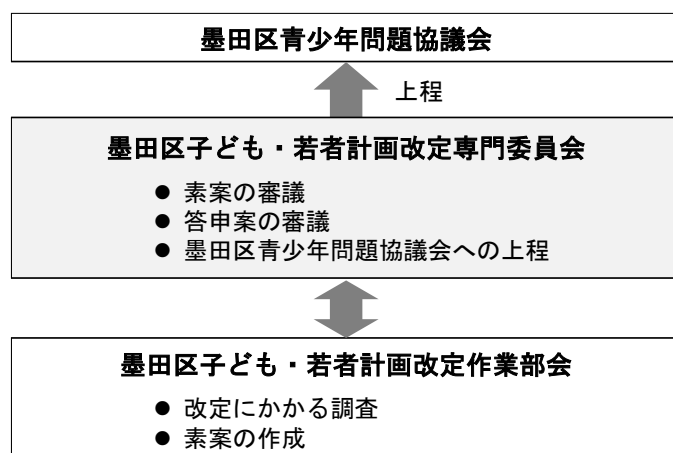 墨田区青少年問題協議会
上程
墨田区子ども・若者計画改定専門委員会
● 素案の審議
● 答申案の審議
● 墨田区青少年問題協議会への上程
墨田区子ども・若者計画改定作業部会
● 改定にかかる調査
● 素案の作成